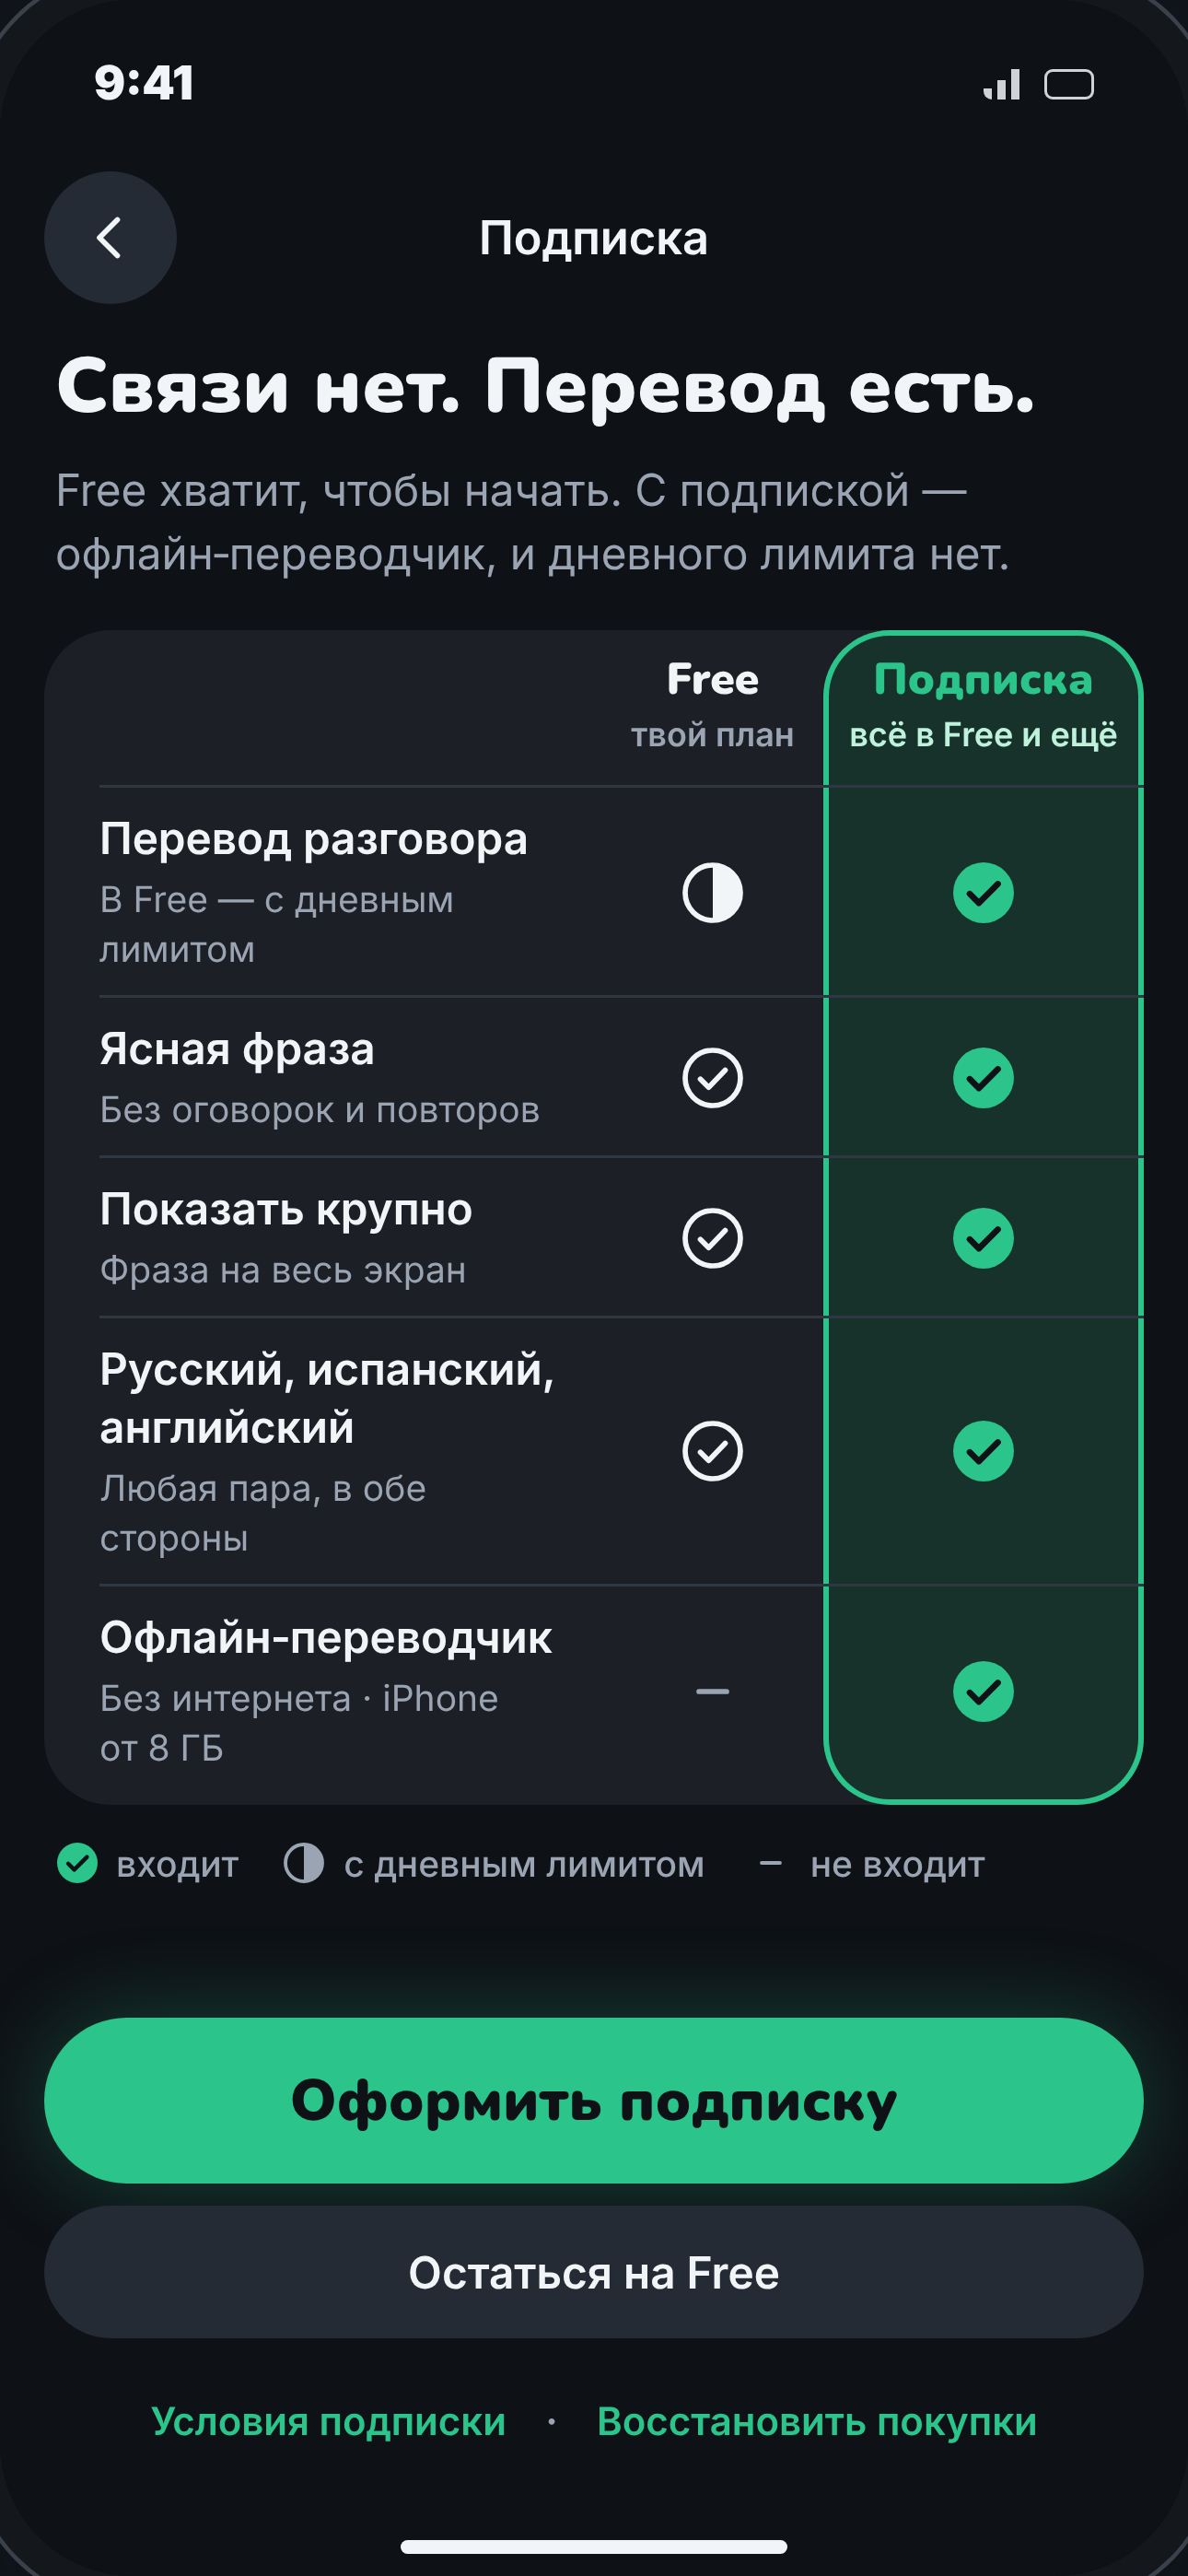 9:41
Подписка
Связи нет. Перевод есть.
Free хватит, чтобы начать. С подпиской —
офлайн-переводчик, и дневного лимита нет.
Free
Подписка
твой план
всё в Free и ещё
Перевод разговора
В Free — с дневным
лимитом
Ясная фраза
Без оговорок и повторов
Показать крупно
Фраза на весь экран
Русский, испанский,
английский
Любая пара, в обе
стороны
Офлайн-переводчик
Без интернета · iPhone
от 8 ГБ
входит
с дневным лимитом
не входит
Оформить подписку
Остаться на Free
Условия подписки · Восстановить покупки